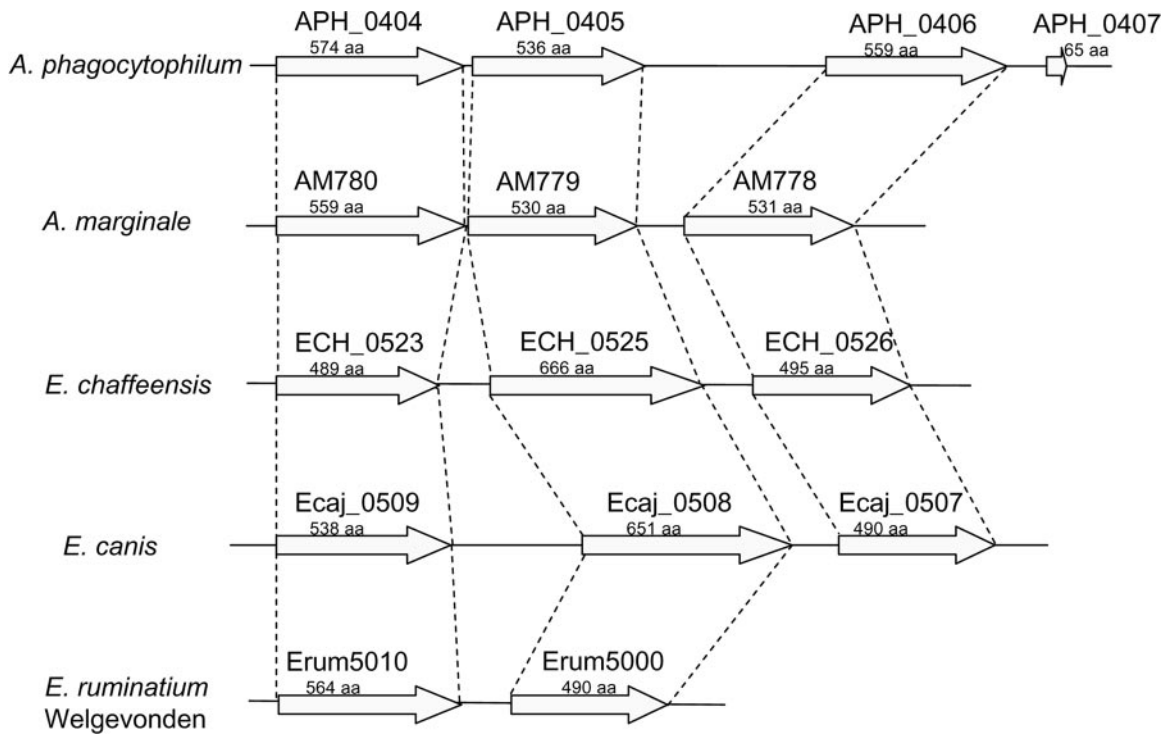 APH_0404 APH_0405 APH_0406 APH_0407
574 aa 536 aa 559 aa 65 aa
A. phagocytophilum
AM780 AM779 AM778
559 aa 530 aa 531 aa
A. marginale
ECH_0523 ECH_0525 ECH_0526
489 aa 666 aa 495 aa
E. chaffeensis
Ecaj_0509 Ecaj_0508 Ecaj_0507
538 aa 651 aa 490 aa
E. canis
Erum5010 Erum5000
564 aa 490 aa
E. ruminatium
Welgevonden